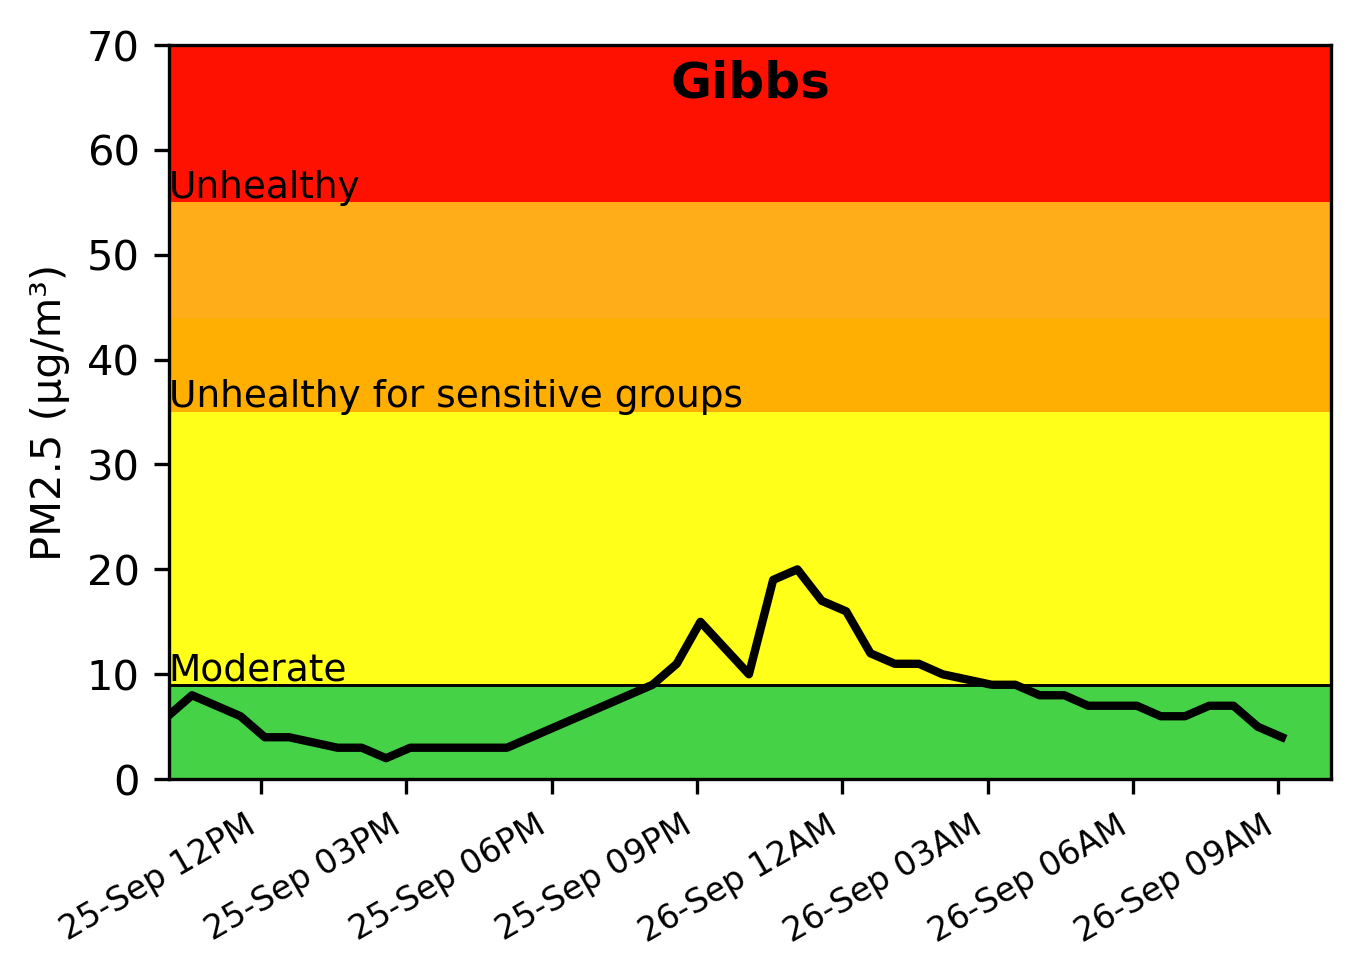 Gibbs
70
60
50
40
30
20
10
0
PM2.5 (µg/m³)
Unhealthy
Unhealthy for sensitive groups
Moderate
25-Sep 12PM
25-Sep 03PM
25-Sep 06PM
25-Sep 09PM
26-Sep 12AM
26-Sep 03AM
26-Sep 06AM
26-Sep 09AM